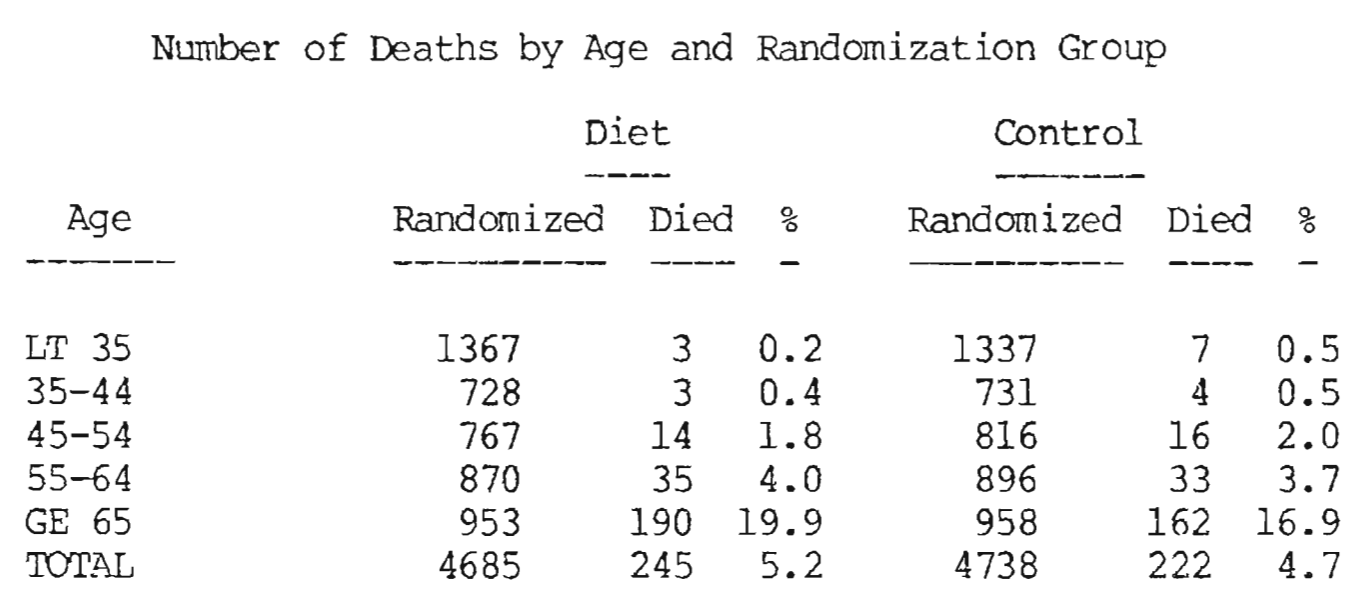 Number of Deaths by Age and Randomization Group
Diet Control
---- -------
Age Randomized Died % Randomized Died %
------- ---------- ---- - ---------- ---- -
LT 35 1367 3 0.2 1337 7 0.5
35-44 728 3 0.4 731 4 0.5
45-54 767 14 1.8 816 16 2.0
55-64 870 35 4.0 896 33 3.7
GE 65 953 190 19.9 958 162 16.9
TOTAL 4685 245 5.2 4738 222 4.7